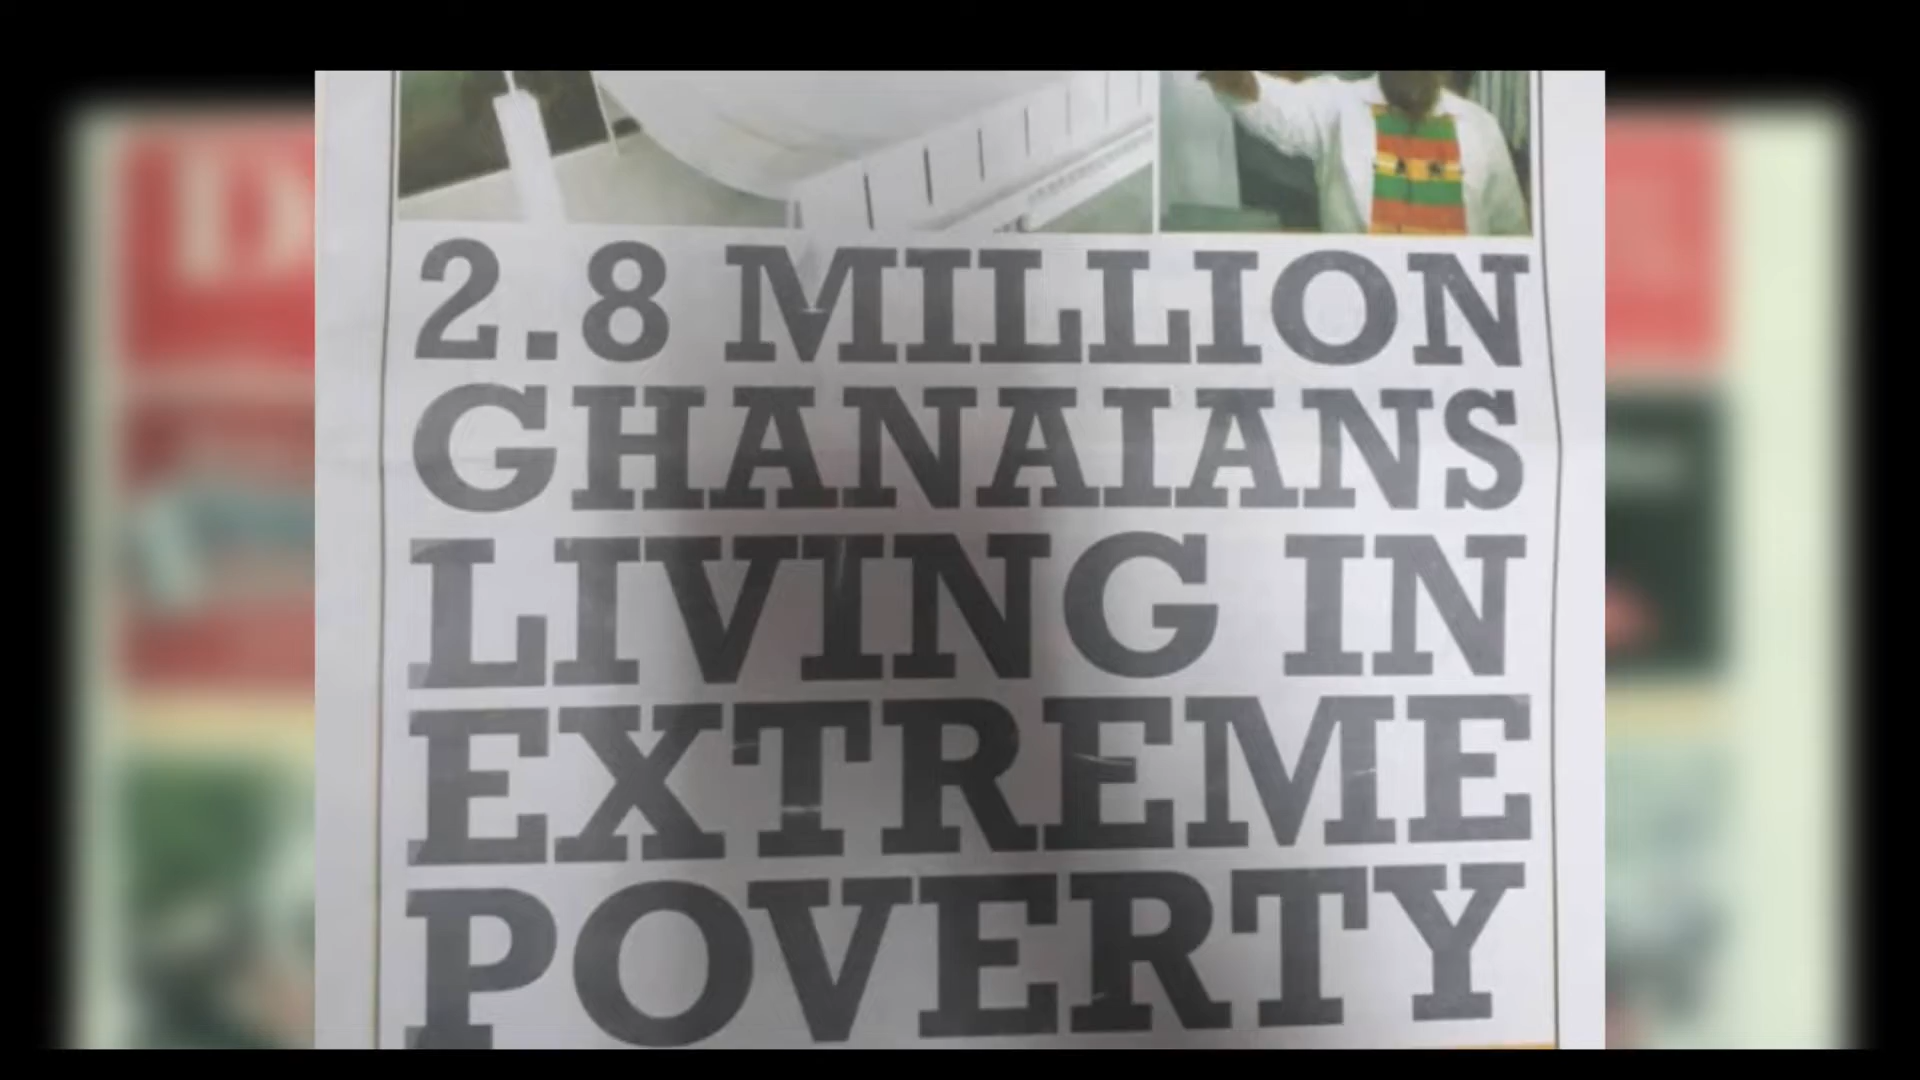 2.8 MILLION
GHANAIANS
LIVING IN
EXTREME
POVERTY